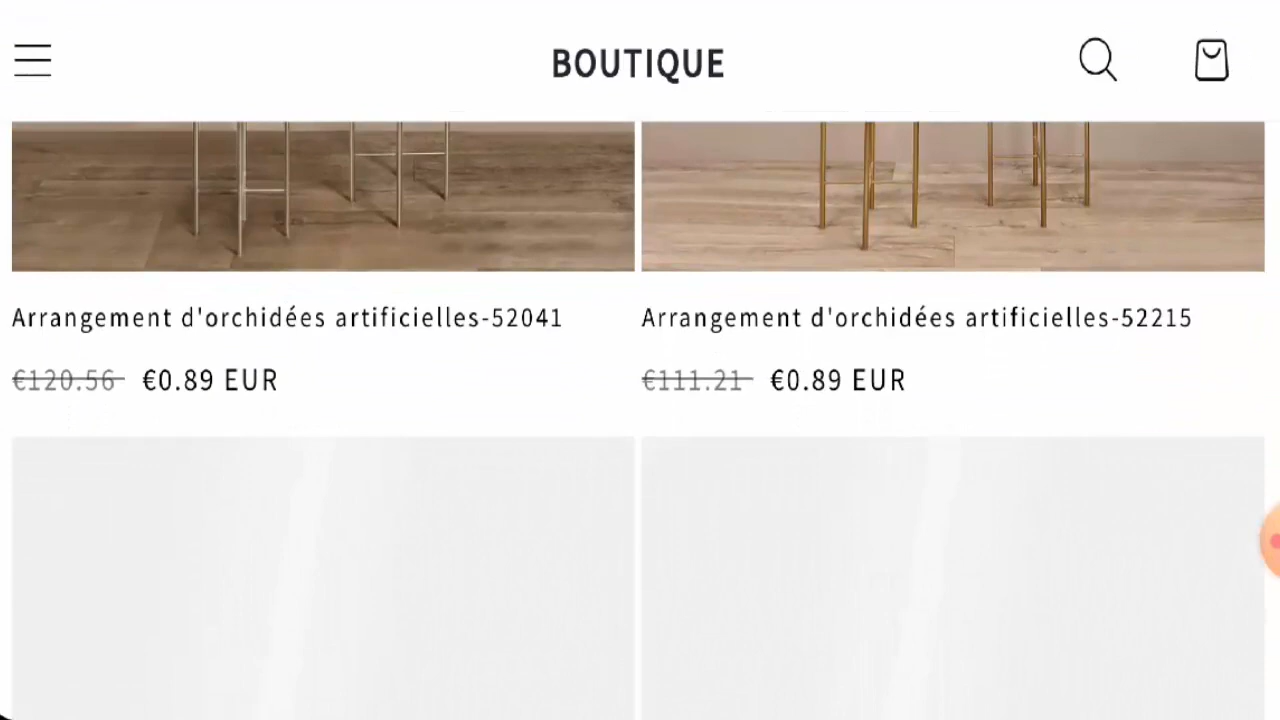 BOUTIQUE
Arrangement d'orchidées artificielles-52041
Arrangement d'orchidées artificielles-52215
€120.56 €0.89 EUR
€111.21 €0.89 EUR